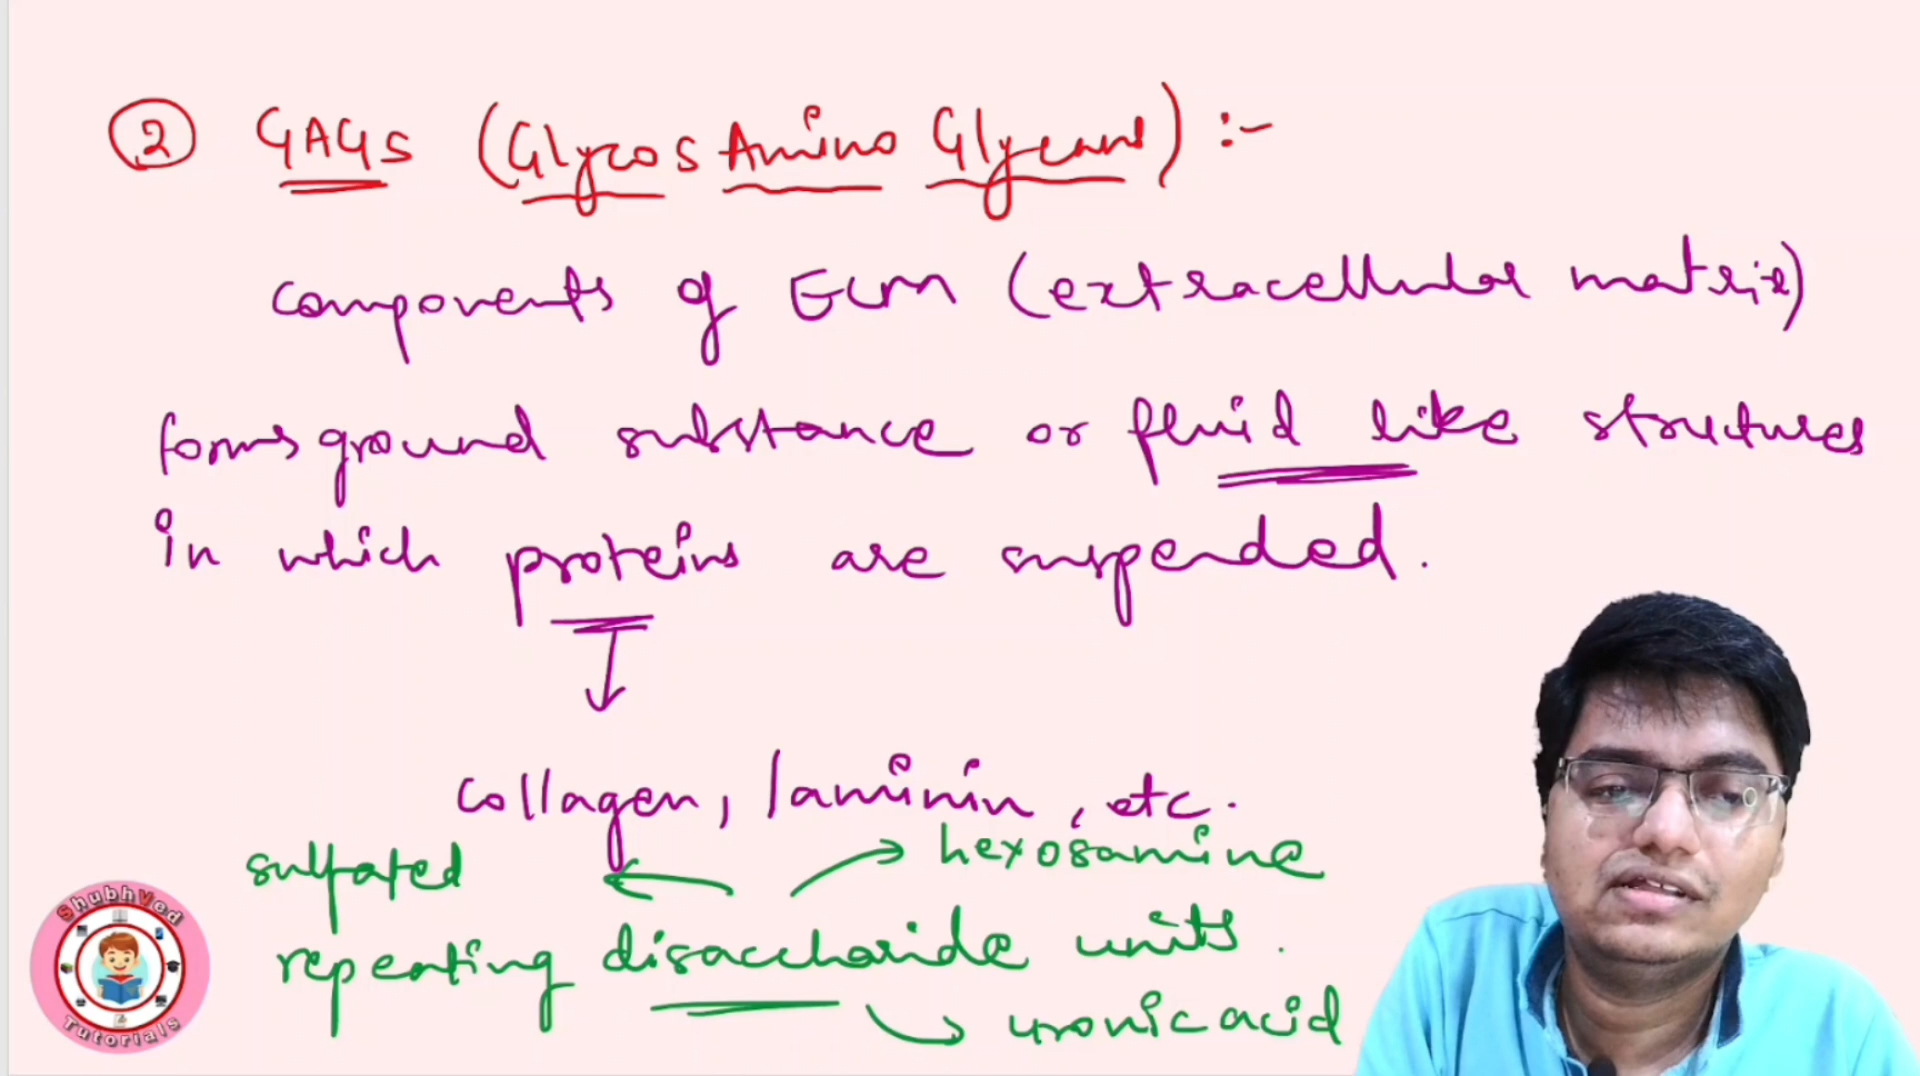 2 GAGs (Glycos Amino Glycans) :-
components of ECM (extracellular matrix)
forms ground substance or fluid like structures
in which proteins are suspended.
collagen, laminin, etc.
sulfated hexosamine
repeating disaccharide units.
uronic acid
ShubhVed
Tutorials